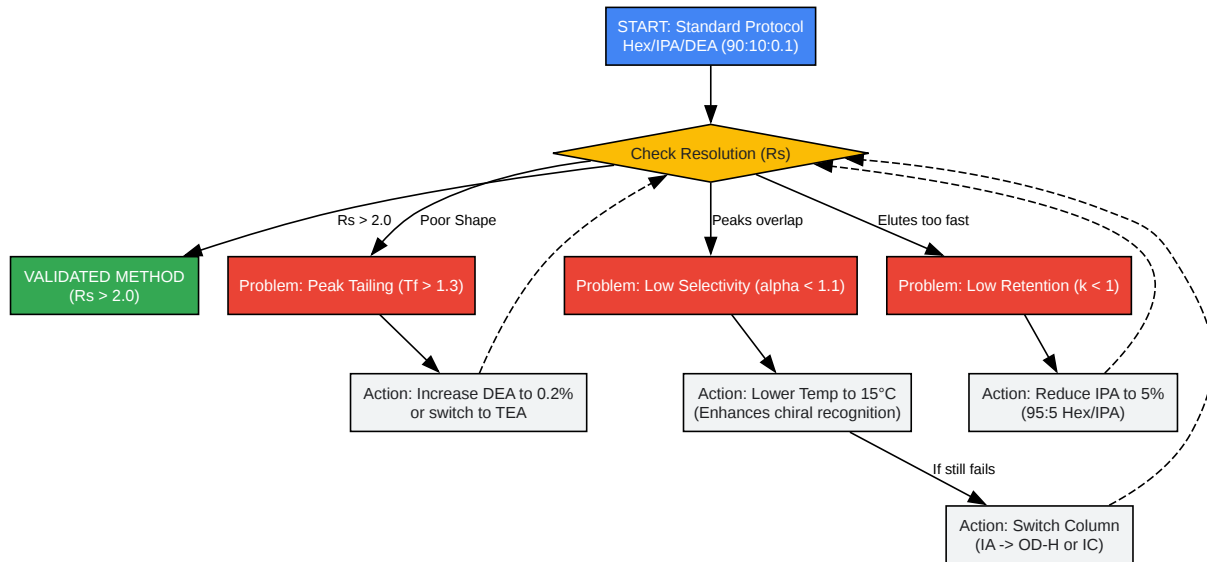 START: Standard Protocol
Hex/IPA/DEA (90:10:0.1)
Check Resolution (Rs)
Rs > 2.0
Poor Shape
Peaks overlap
Elutes too fast
VALIDATED METHOD
(Rs > 2.0)
Problem: Peak Tailing (Tf > 1.3)
Problem: Low Selectivity (alpha < 1.1)
Problem: Low Retention (k < 1)
Action: Increase DEA to 0.2%
or switch to TEA
Action: Lower Temp to 15°C
(Enhances chiral recognition)
Action: Reduce IPA to 5%
(95:5 Hex/IPA)
If still fails
Action: Switch Column
(IA -> OD-H or IC)